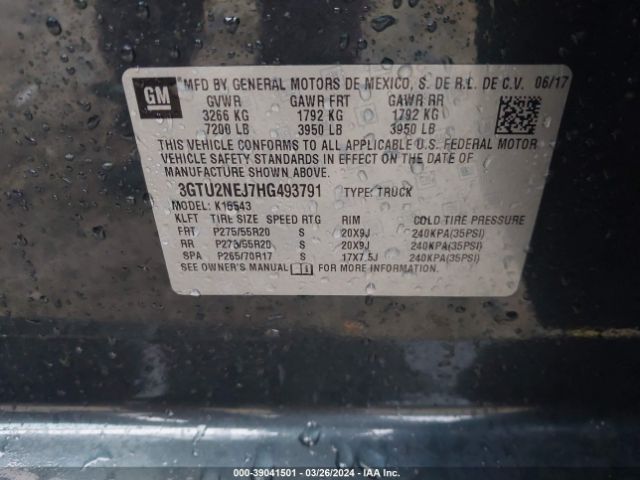 GM
MFD BY GENERAL MOTORS DE MEXICO, S. DE R.L. DE C.V. 06/17
GVWR GAWR FRT GAWR RR
3266 KG 1792 KG 1792 KG
7200 LB 3950 LB 3950 LB
THIS VEHICLE CONFORMS TO ALL APPLICABLE U.S. FEDERAL MOTOR
VEHICLE SAFETY STANDARDS IN EFFECT ON THE DATE OF
MANUFACTURE SHOWN ABOVE.
3GTU2NEJ7HG493791 TYPE: TRUCK
MODEL: K15543
KLFT TIRE SIZE SPEED RTG RIM COLD TIRE PRESSURE
FRT P275/55R20 S 20X9J 240KPA(35PSI)
RR P275/55R20 S 20X9J 240KPA(35PSI)
SPA P265/70R17 S 17X7.5J 240KPA(35PSI)
SEE OWNER'S MANUAL FOR MORE INFORMATION
000-39041501 | 03/26/2024 | IAAI.COM